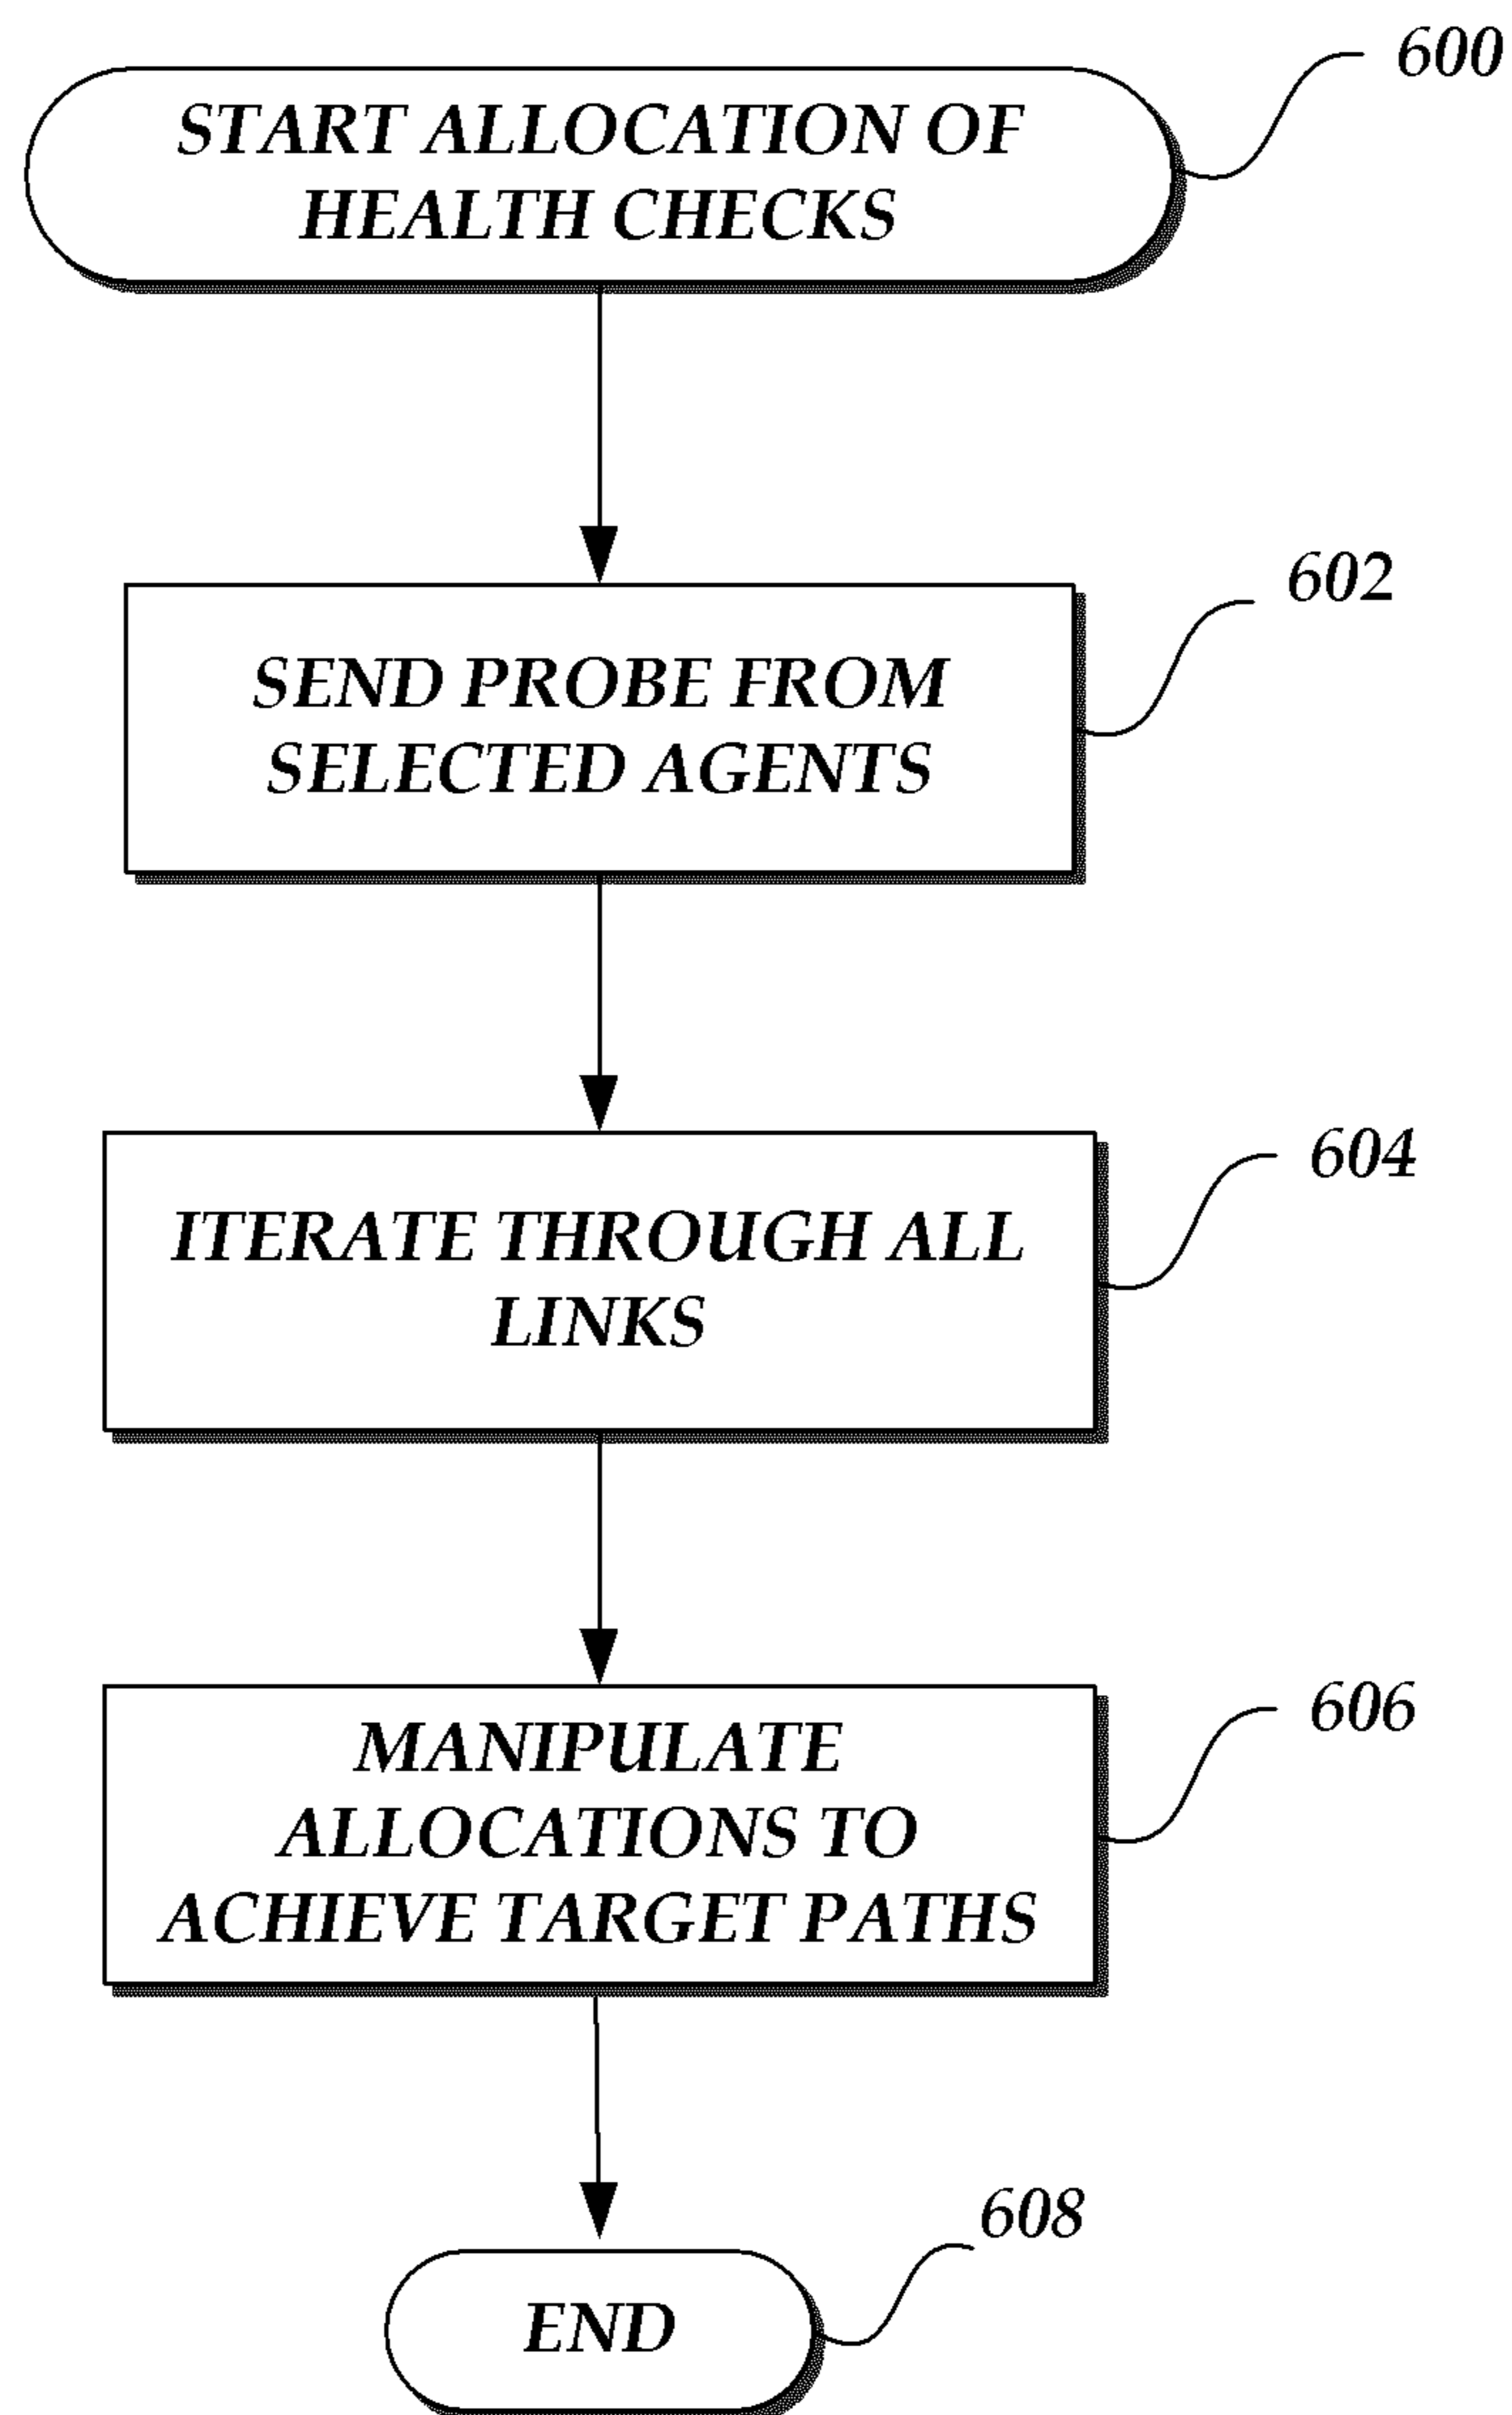 600
START ALLOCATION OF
HEALTH CHECKS
602
SEND PROBE FROM
SELECTED AGENTS
604
ITERATE THROUGH ALL
LINKS
606
MANIPULATE
ALLOCATIONS TO
ACHIEVE TARGET PATHS
608
END